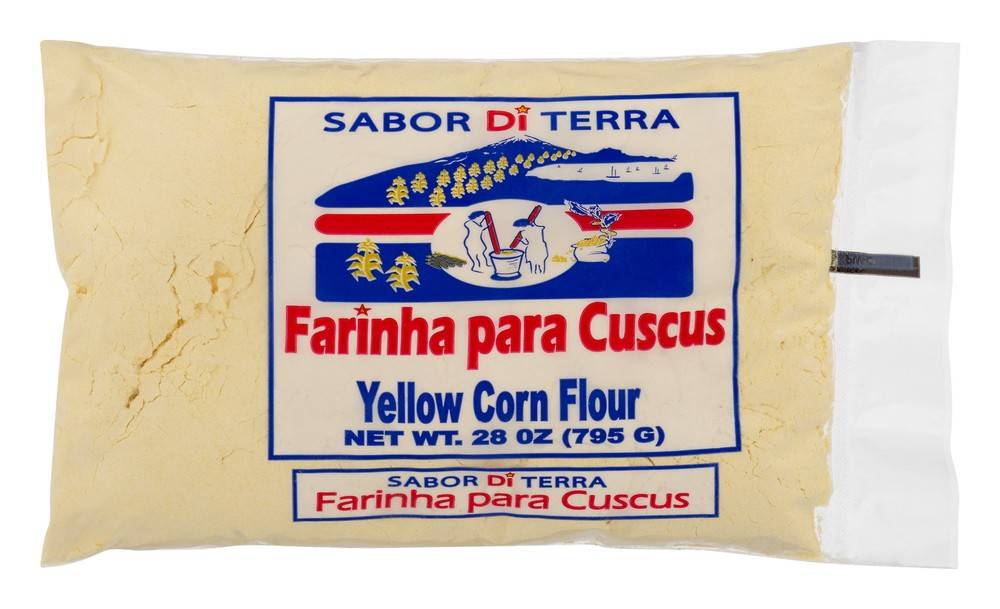 SABOR Di TERRA
Farinha para Cuscus
Yellow Corn Flour
NET WT. 28 OZ (795 G)
SABOR Di TERRA
Farinha para Cuscus